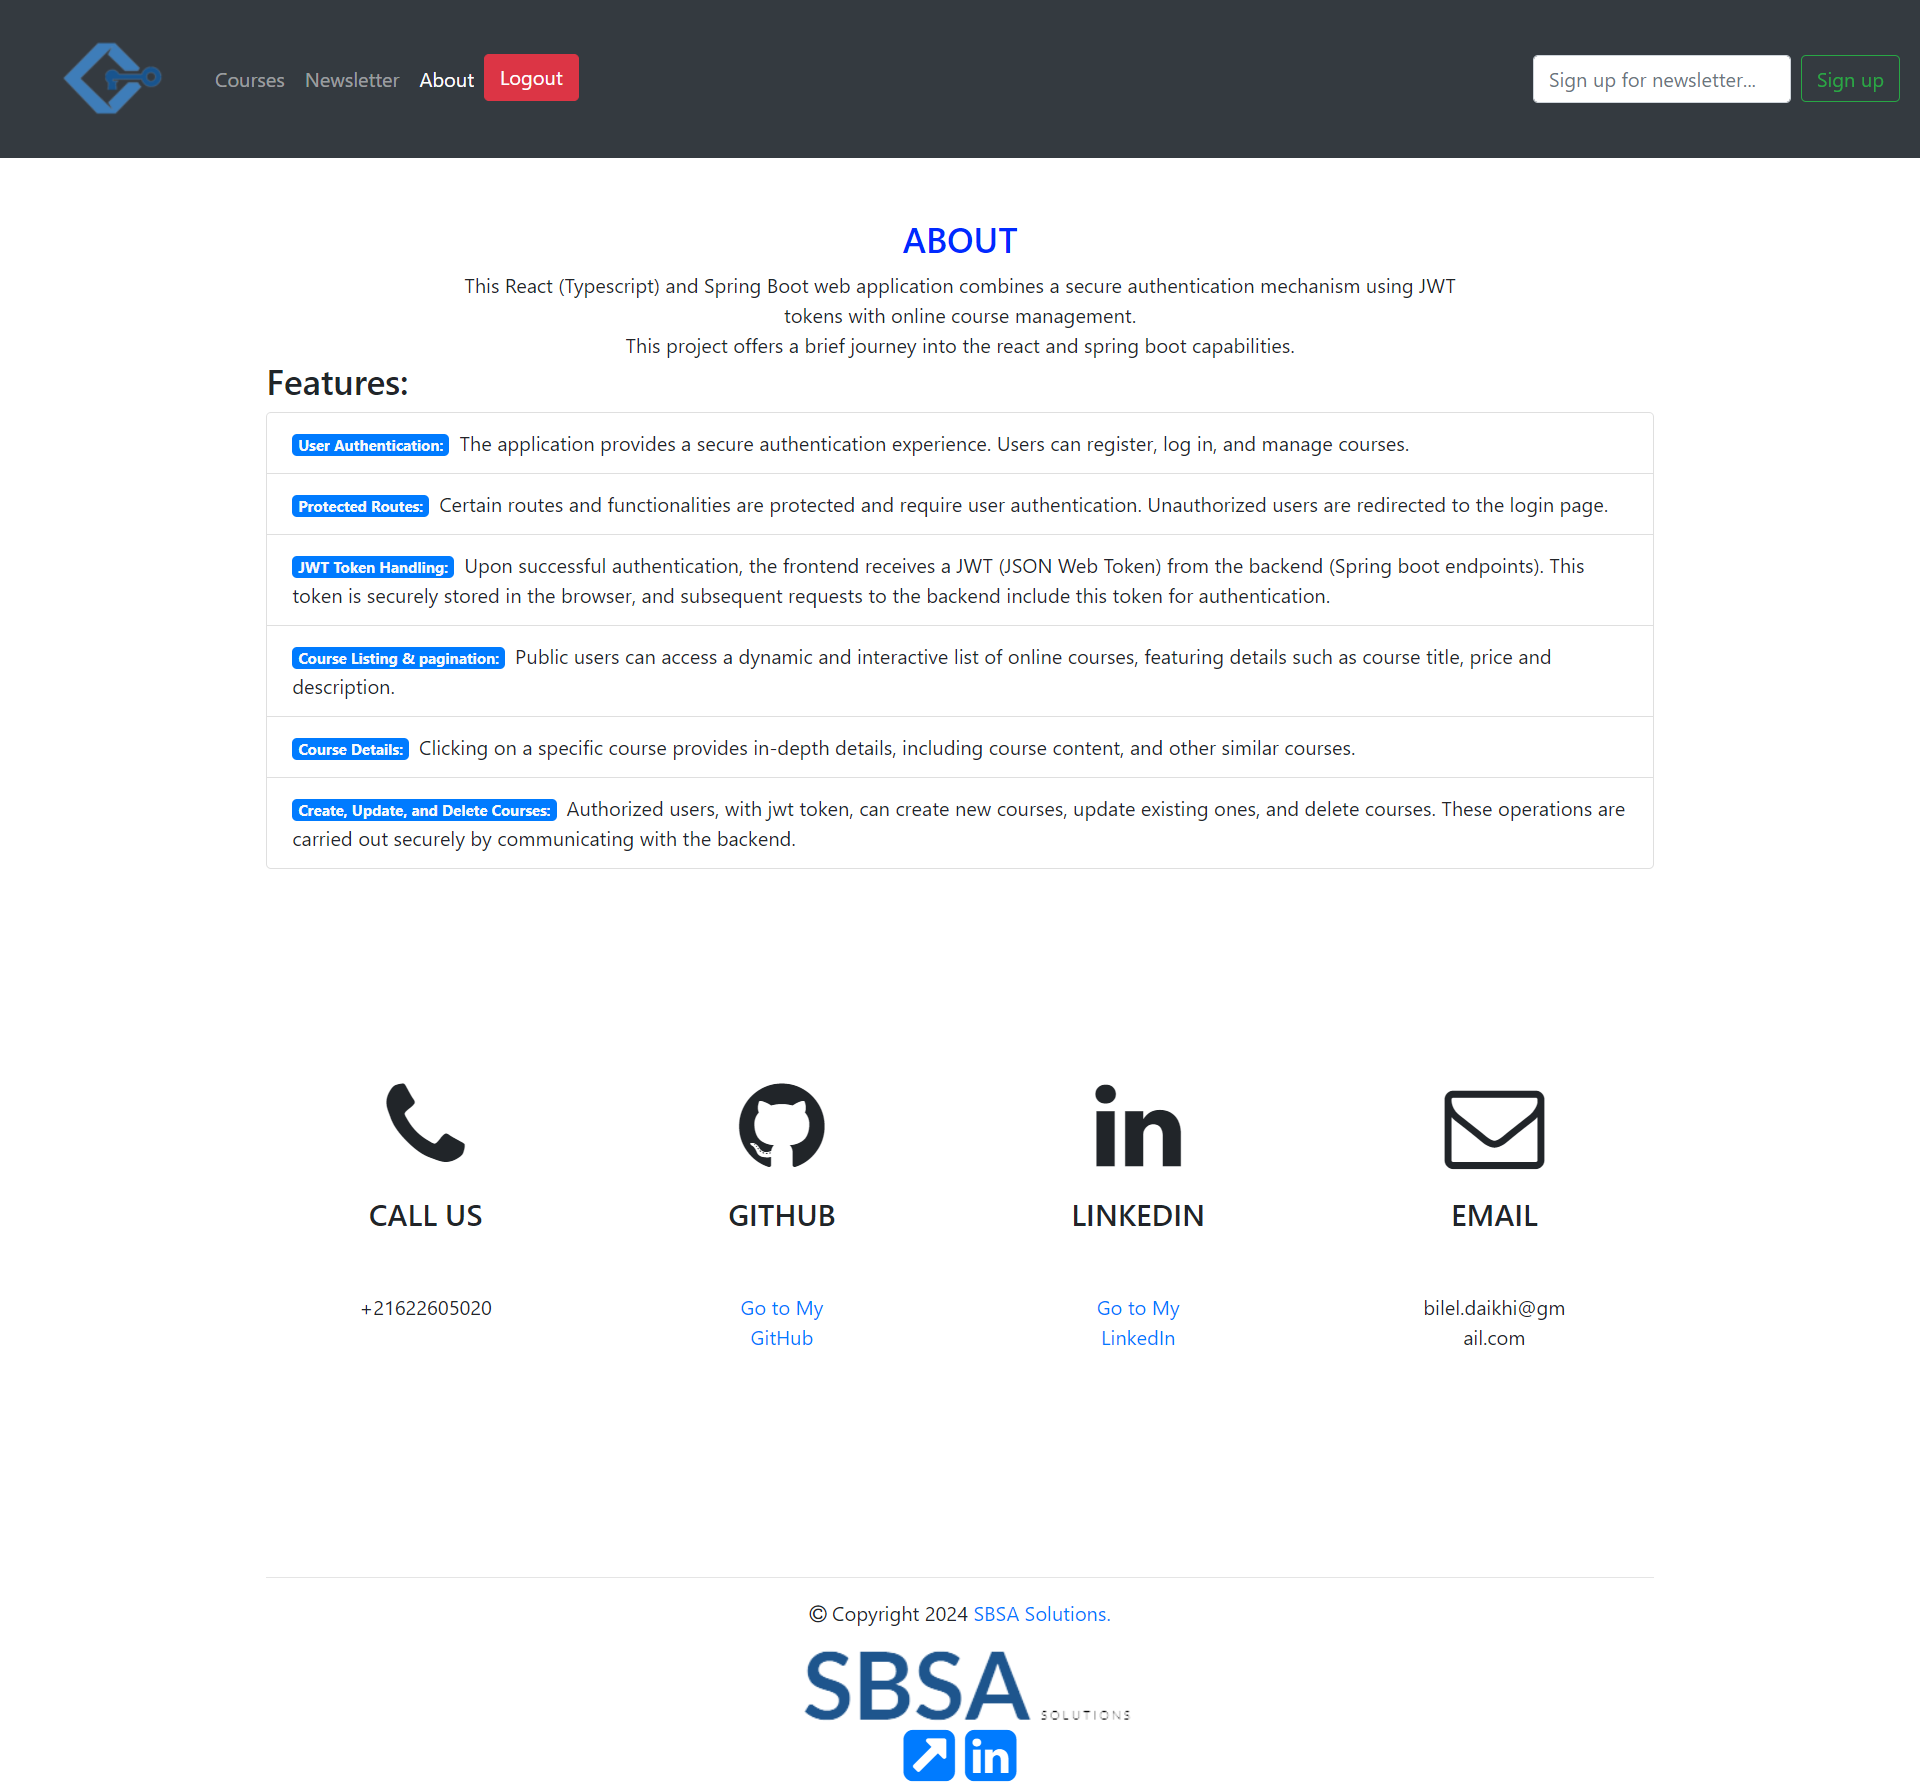 Courses Newsletter About Logout Sign up for newsletter... Sign up
ABOUT
This React (Typescript) and Spring Boot web application combines a secure authentication mechanism using JWT
tokens with online course management.
This project offers a brief journey into the react and spring boot capabilities.
Features:
User Authentication: The application provides a secure authentication experience. Users can register, log in, and manage courses.
Protected Routes: Certain routes and functionalities are protected and require user authentication. Unauthorized users are redirected to the login page.
JWT Token Handling: Upon successful authentication, the frontend receives a JWT (JSON Web Token) from the backend (Spring boot endpoints). This
token is securely stored in the browser, and subsequent requests to the backend include this token for authentication.
Course Listing & pagination: Public users can access a dynamic and interactive list of online courses, featuring details such as course title, price and
description.
Course Details: Clicking on a specific course provides in-depth details, including course content, and other similar courses.
Create, Update, and Delete Courses: Authorized users, with jwt token, can create new courses, update existing ones, and delete courses. These operations are
carried out securely by communicating with the backend.
in
CALL US GITHUB LINKEDIN EMAIL
+21622605020 Go to My Go to My bilel.daikhi@gm
GitHub LinkedIn ail.com
© Copyright 2024 SBSA Solutions.
SBSA SOLUTIONS
in